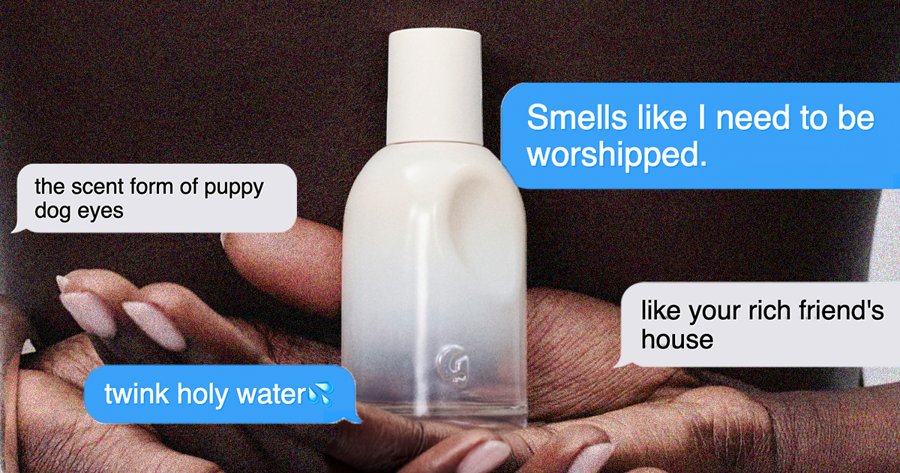 Smells like I need to be
worshipped.
the scent form of puppy
dog eyes
like your rich friend's
house
twink holy water💦
G